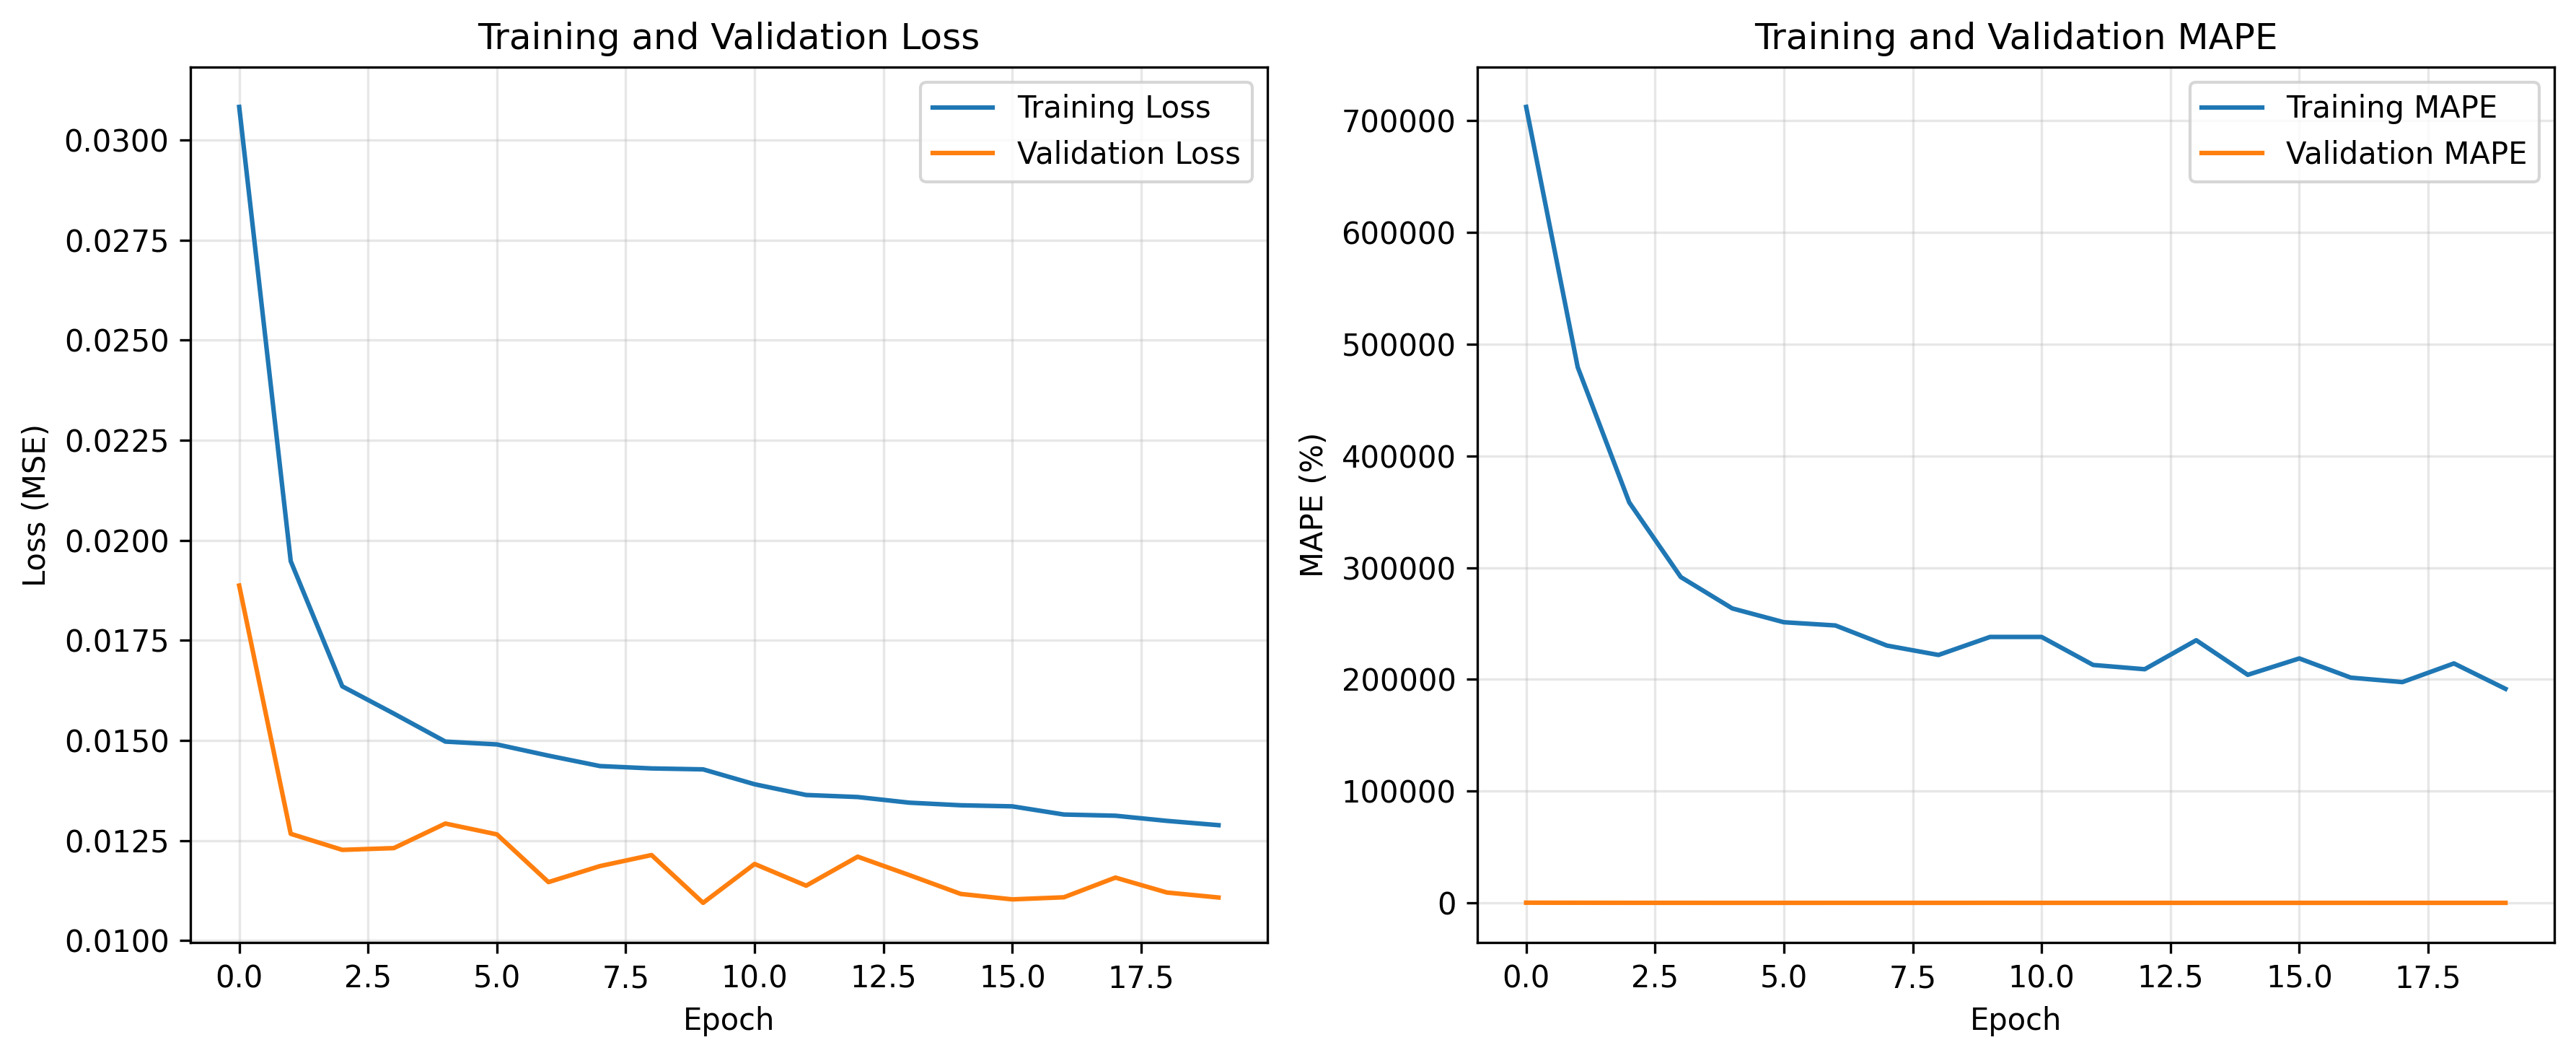 Training and Validation Loss
Loss (MSE)
0.0300
0.0275
0.0250
0.0225
0.0200
0.0175
0.0150
0.0125
0.0100
Training Loss
Validation Loss
0.0 2.5 5.0 7.5 10.0 12.5 15.0 17.5
Epoch
Training and Validation MAPE
MAPE (%)
700000
600000
500000
400000
300000
200000
100000
0
Training MAPE
Validation MAPE
0.0 2.5 5.0 7.5 10.0 12.5 15.0 17.5
Epoch